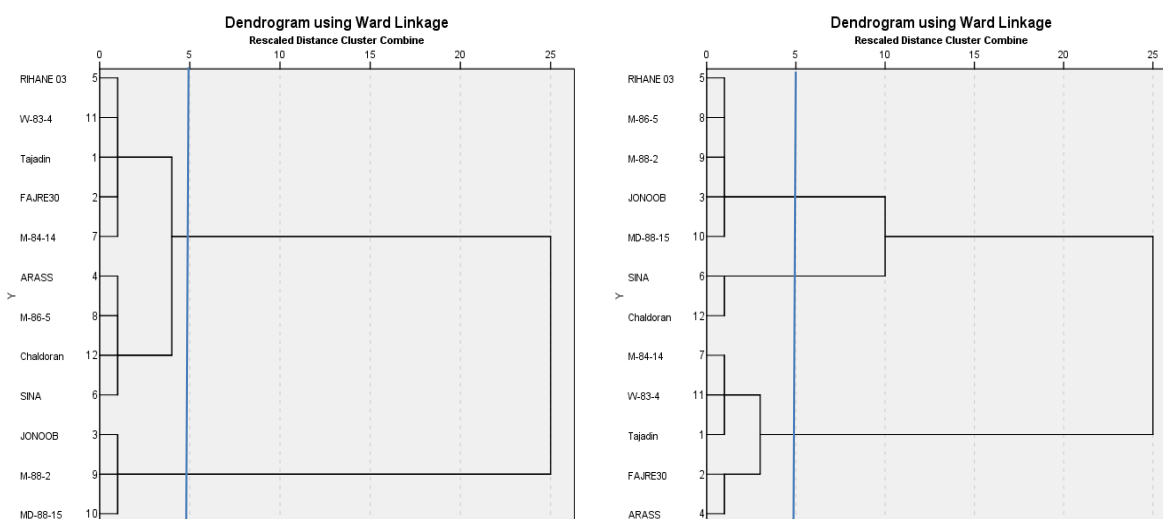 Dendrogram using Ward Linkage
Rescaled Distance Cluster Combine
0 5 10 15 20 25
RIHANE 03 5
W-83-4 11
Tajadin 1
FAJRE30 2
M-84-14 7
ARASS 4
Y
M-86-5 8
Chaldoran 12
SINA 6
JONOOB 3
M-88-2 9
MD-88-15 10
Dendrogram using Ward Linkage
Rescaled Distance Cluster Combine
0 5 10 15 20 25
RIHANE 03 5
M-86-5 8
M-88-2 9
JONOOB 3
MD-88-15 10
SINA 6
Y
Chaldoran 12
M-84-14 7
W-83-4 11
Tajadin 1
FAJRE30 2
ARASS 4